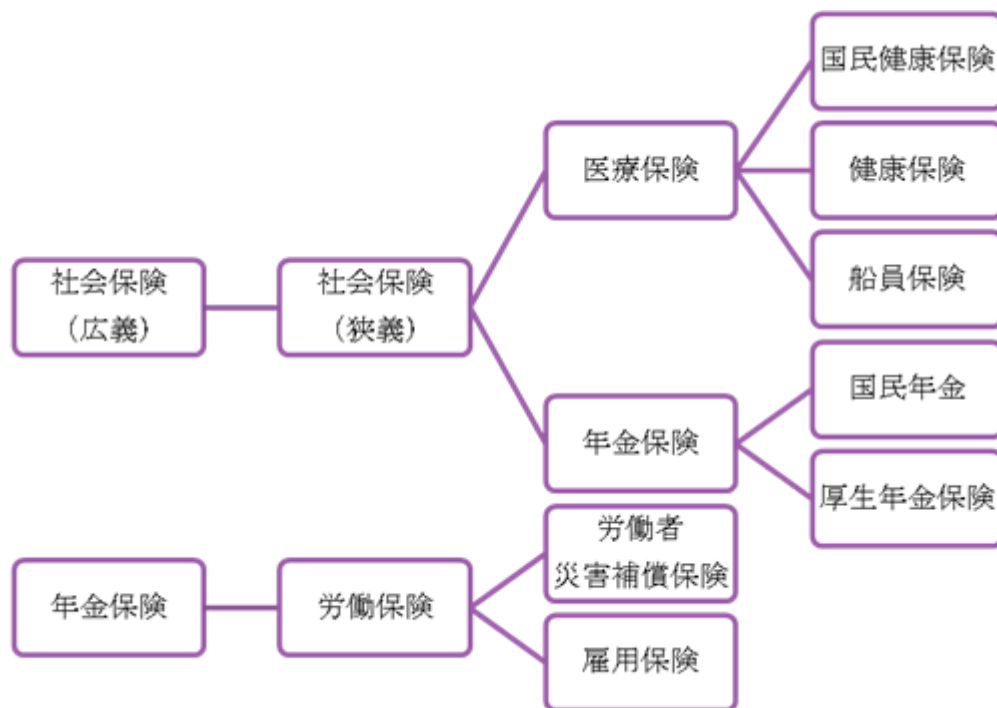 国民健康保険
医療保険
健康保険
船員保険
社会保険
（広義）
社会保険
（狭義）
年金保険
国民年金
厚生年金保険
年金保険
労働保険
労働者
災害補償保険
雇用保険